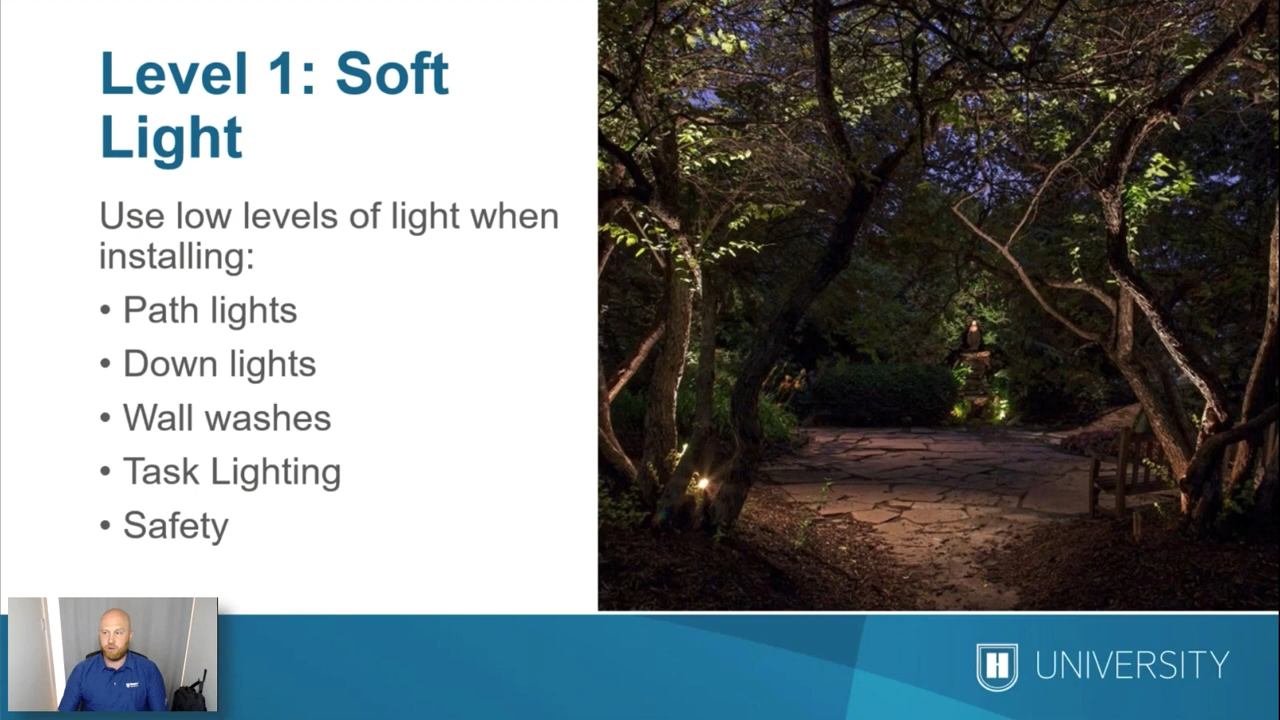 Level 1: Soft
Light
Use low levels of light when
installing:
• Path lights
• Down lights
• Wall washes
• Task Lighting
• Safety
H UNIVERSITY